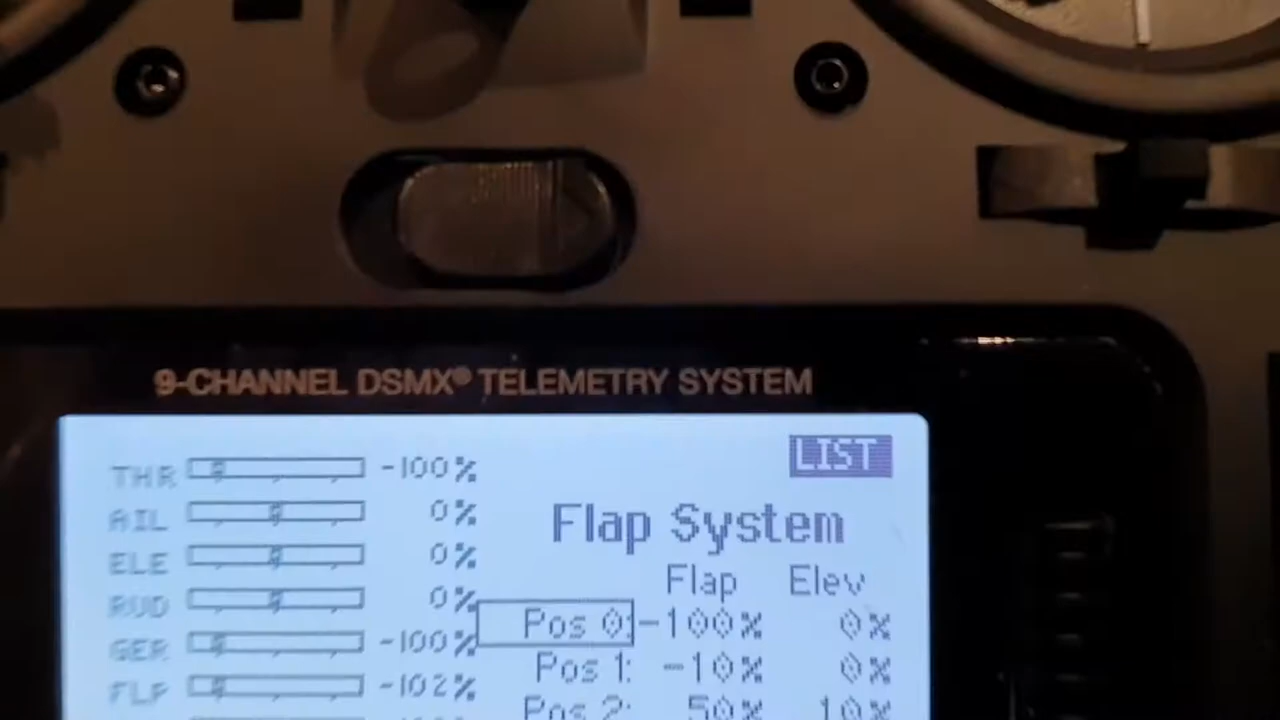 9-CHANNEL DSMX® TELEMETRY SYSTEM
LIST
THR -100%
AIL 0%
ELE 0%
RUD 0%
GER -100%
FLP -102%
Flap System
Flap Elev
Pos 0: -100% 0%
Pos 1: -10% 0%
Pos 2: 50% 10%